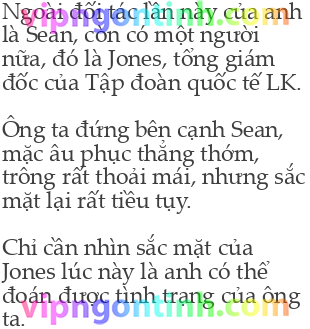 Ngoài đối tác lần này của anh
là Sean, còn có một người
nữa, đó là Jones, tổng giám
đốc của Tập đoàn quốc tế LK.
Ông ta đứng bên cạnh Sean,
mặc âu phục thẳng thớm,
trông rất thoải mái, nhưng sắc
mặt lại rất tiều tụy.
Chỉ cần nhìn sắc mặt của
Jones lúc này là anh có thể
đoán được tình trạng của ông
ta.
vipngontinh.com
vipngontinh.com